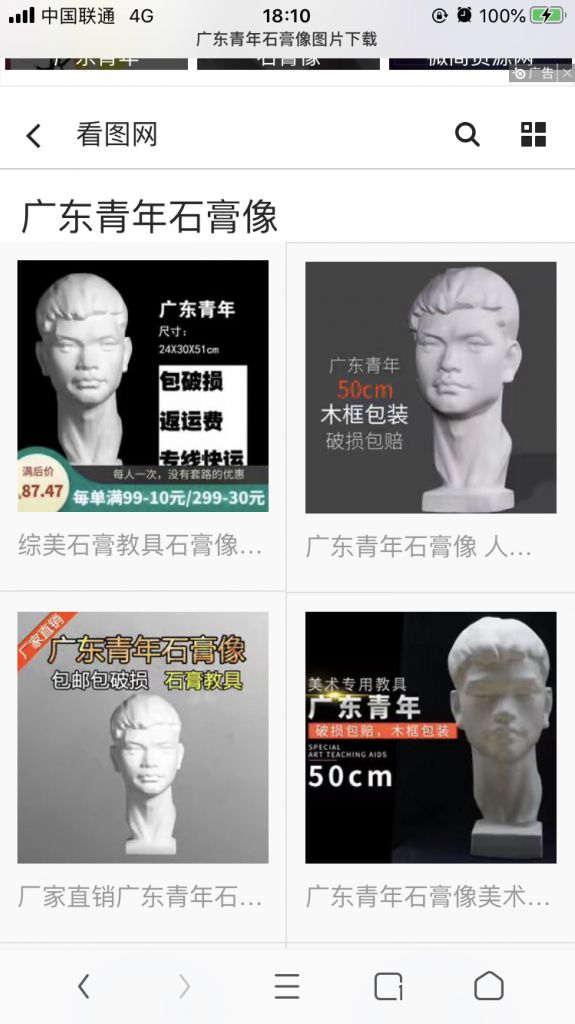 中国联通 4G
18:10
100%
广东青年石膏像图片下载
广东青年
石膏像
微商货源网
广告
看图网
广东青年石膏像
广东青年
尺寸：
24X30X51cm
包破损
返运费
专线快运
满后价
87.47
每人一次，没有套路的优惠
每单满99-10元/299-30元
综美石膏教具石膏像...
广东青年
50cm
木框包装
破损包赔
广东青年石膏像 人...
厂家直销
广东青年石膏像
包邮包破损 石膏教具
厂家直销广东青年石...
美术专用教具
广东青年
破损包赔，木框包装
SPECIAL
ART TEACHING AIDS
50cm
广东青年石膏像美术...
1